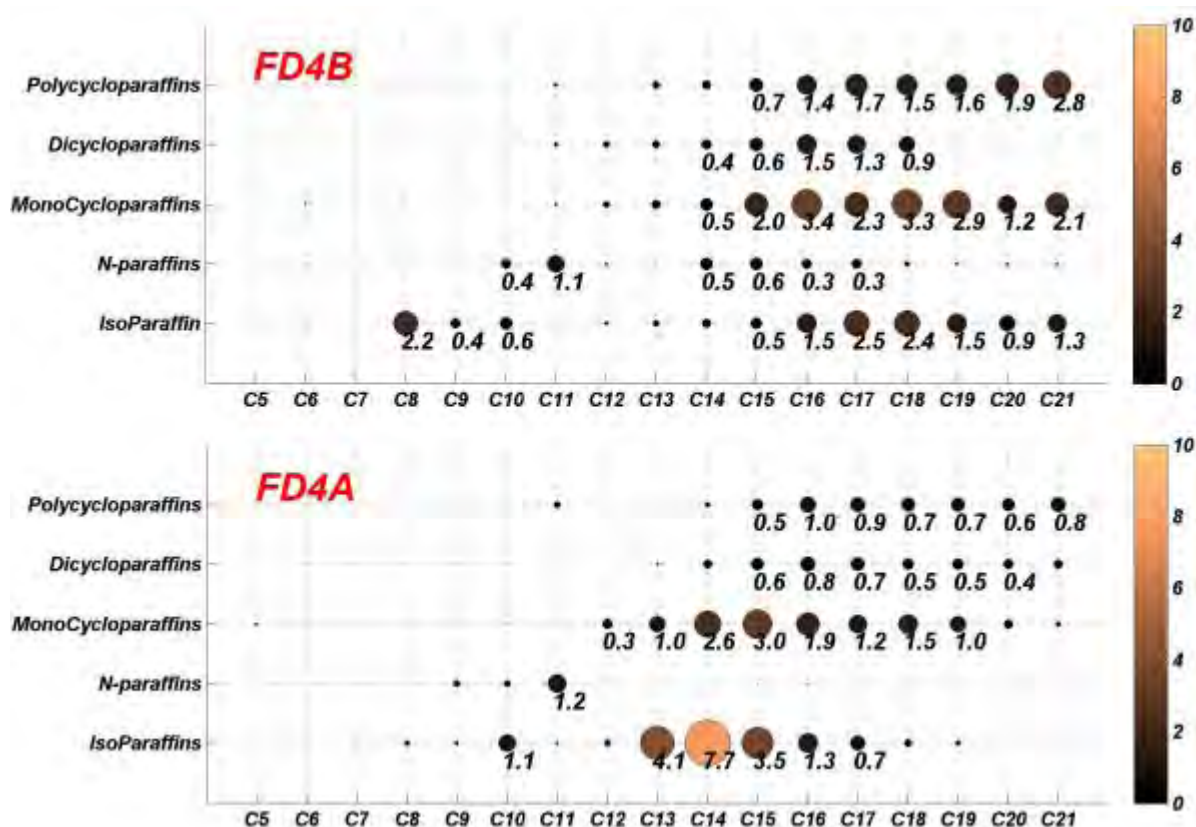 FD4B
10
Polycycloparaffins 0.7 1.4 1.7 1.5 1.6 1.9 2.8
8
Dicycloparaffins 0.4 0.6 1.5 1.3 0.9
6
MonoCycloparaffins 0.5 2.0 3.4 2.3 3.3 2.9 1.2 2.1
4
N-paraffins 0.4 1.1 0.5 0.6 0.3 0.3
2
IsoParaffin 2.2 0.4 0.6 0.5 1.5 2.5 2.4 1.5 0.9 1.3
0
C5 C6 C7 C8 C9 C10 C11 C12 C13 C14 C15 C16 C17 C18 C19 C20 C21
FD4A
10
Polycycloparaffins 0.5 1.0 0.9 0.7 0.7 0.6 0.8
8
Dicycloparaffins 0.6 0.8 0.7 0.5 0.5 0.4
6
MonoCycloparaffins 0.3 1.0 2.6 3.0 1.9 1.2 1.5 1.0
4
N-paraffins 1.2
2
IsoParaffins 1.1 4.1 7.7 3.5 1.3 0.7
0
C5 C6 C7 C8 C9 C10 C11 C12 C13 C14 C15 C16 C17 C18 C19 C20 C21